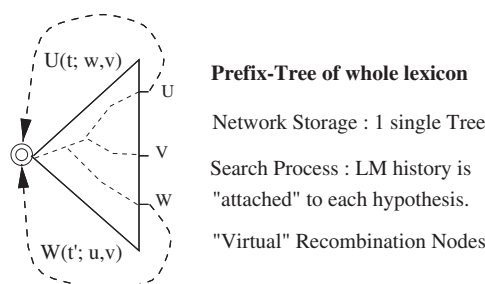 U(t; w,v)
U
V
W
W(t'; u,v)
Prefix-Tree of whole lexicon
Network Storage : 1 single Tree
Search Process : LM history is
"attached" to each hypothesis.
"Virtual" Recombination Nodes